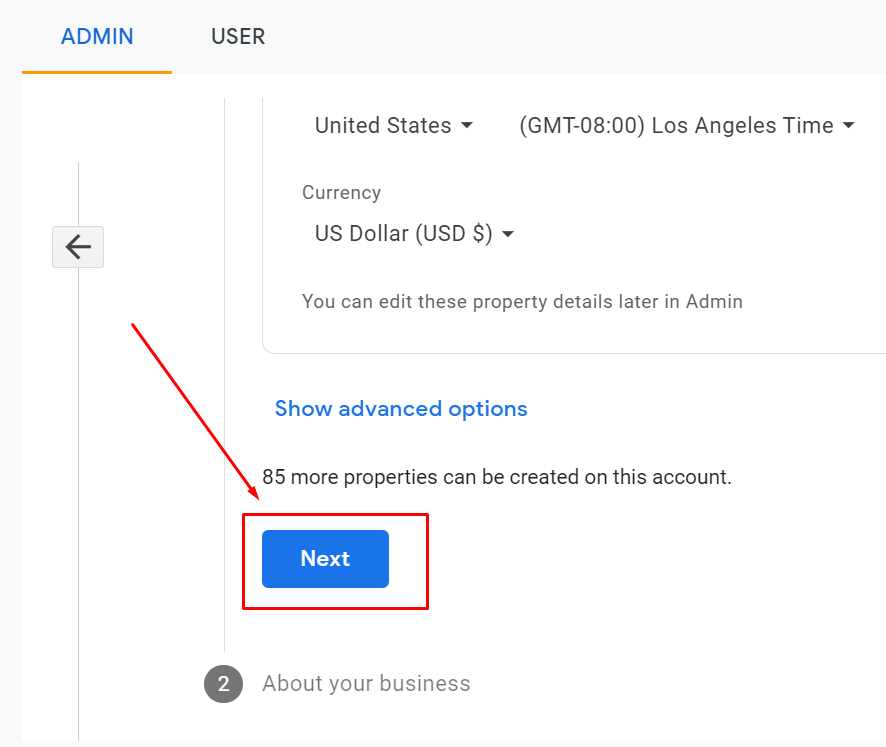 ADMIN USER
United States (GMT-08:00) Los Angeles Time
Currency
US Dollar (USD $)
You can edit these property details later in Admin
Show advanced options
85 more properties can be created on this account.
Next
2 About your business